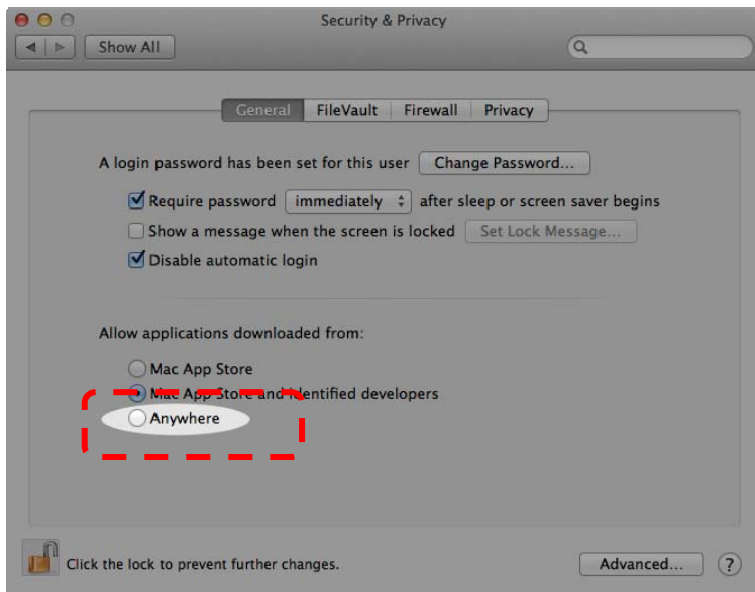 Security & Privacy
Show All
General FileVault Firewall Privacy
A login password has been set for this user Change Password...
Require password immediately after sleep or screen saver begins
Show a message when the screen is locked Set Lock Message...
Disable automatic login
Allow applications downloaded from:
Mac App Store
Mac App Store and identified developers
Anywhere
Click the lock to prevent further changes. Advanced... ?